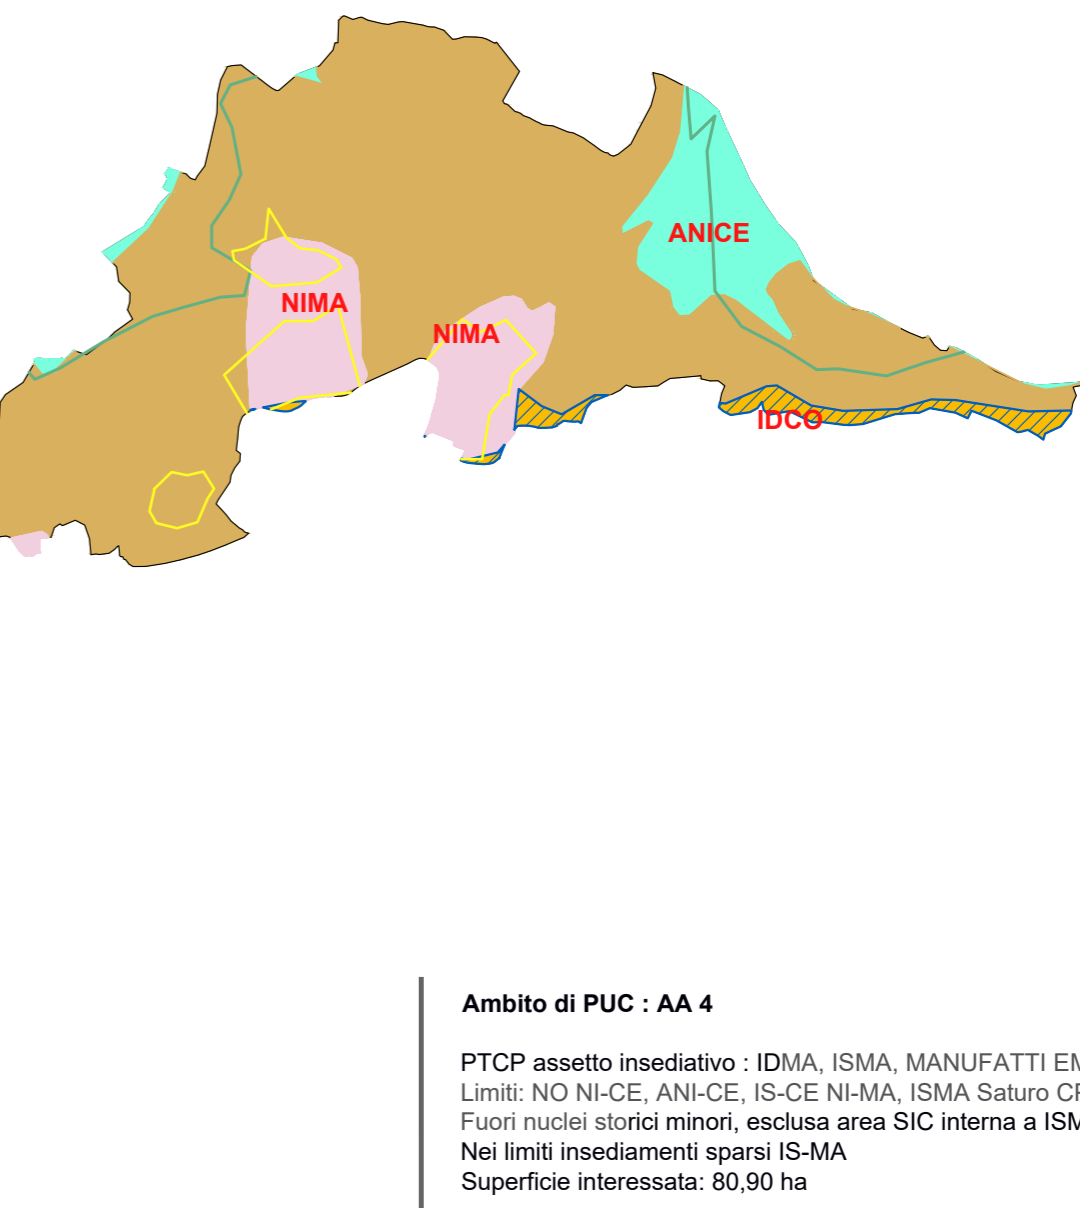 ANICE
NIMA
NIMA
IDCO
Ambito di PUC : AA 4
PTCP assetto insediativo : IDMA, ISMA, MANUFATTI
Limiti: NO NI-CE, ANI-CE, IS-CE NI-MA, ISMA Saturo
Fuori nuclei storici minori, esclusa area SIC interna a
Nei limiti insediamenti sparsi IS-MA
Superficie interessata: 80,90 ha